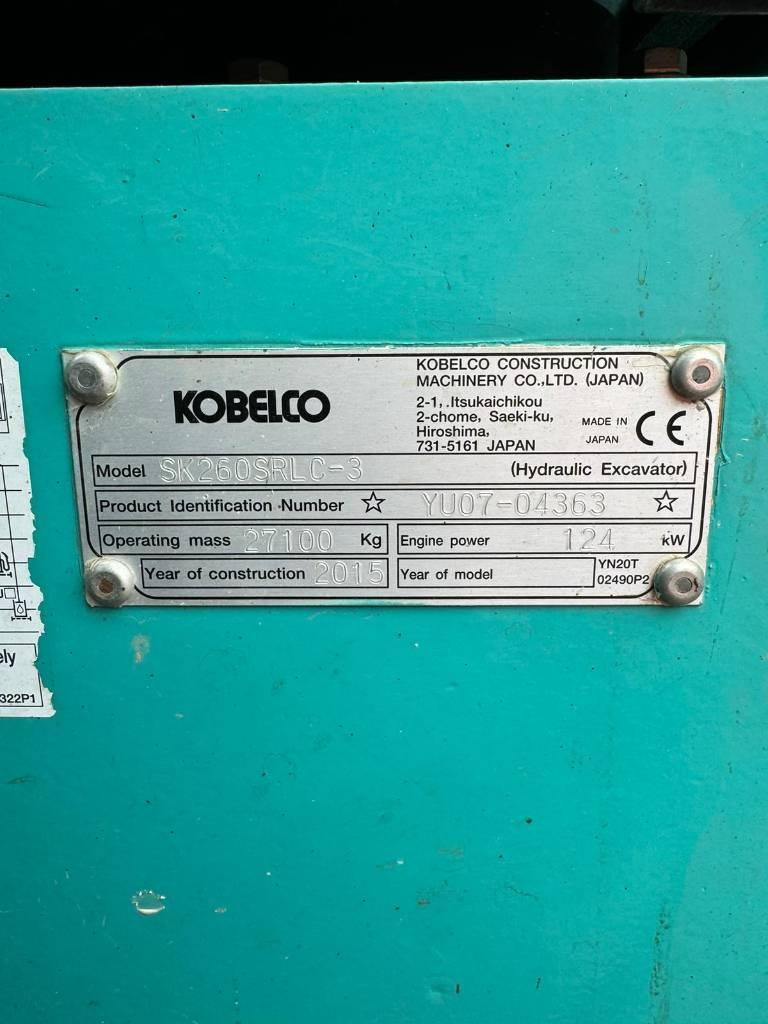 KOBELCO
KOBELCO CONSTRUCTION
MACHINERY CO.,LTD. (JAPAN)
2-1, .Itsukaichikou
2-chome, Saeki-ku,
Hiroshima,
731-5161 JAPAN
MADE IN
JAPAN
CE
Model SK260SRLC-3 (Hydraulic Excavator)
Product Identification Number ☆ YU07-04363 ☆
Operating mass 27100 Kg
Engine power 124 kW
Year of construction 2015
Year of model
YN20T
02490P2
ely
322P1